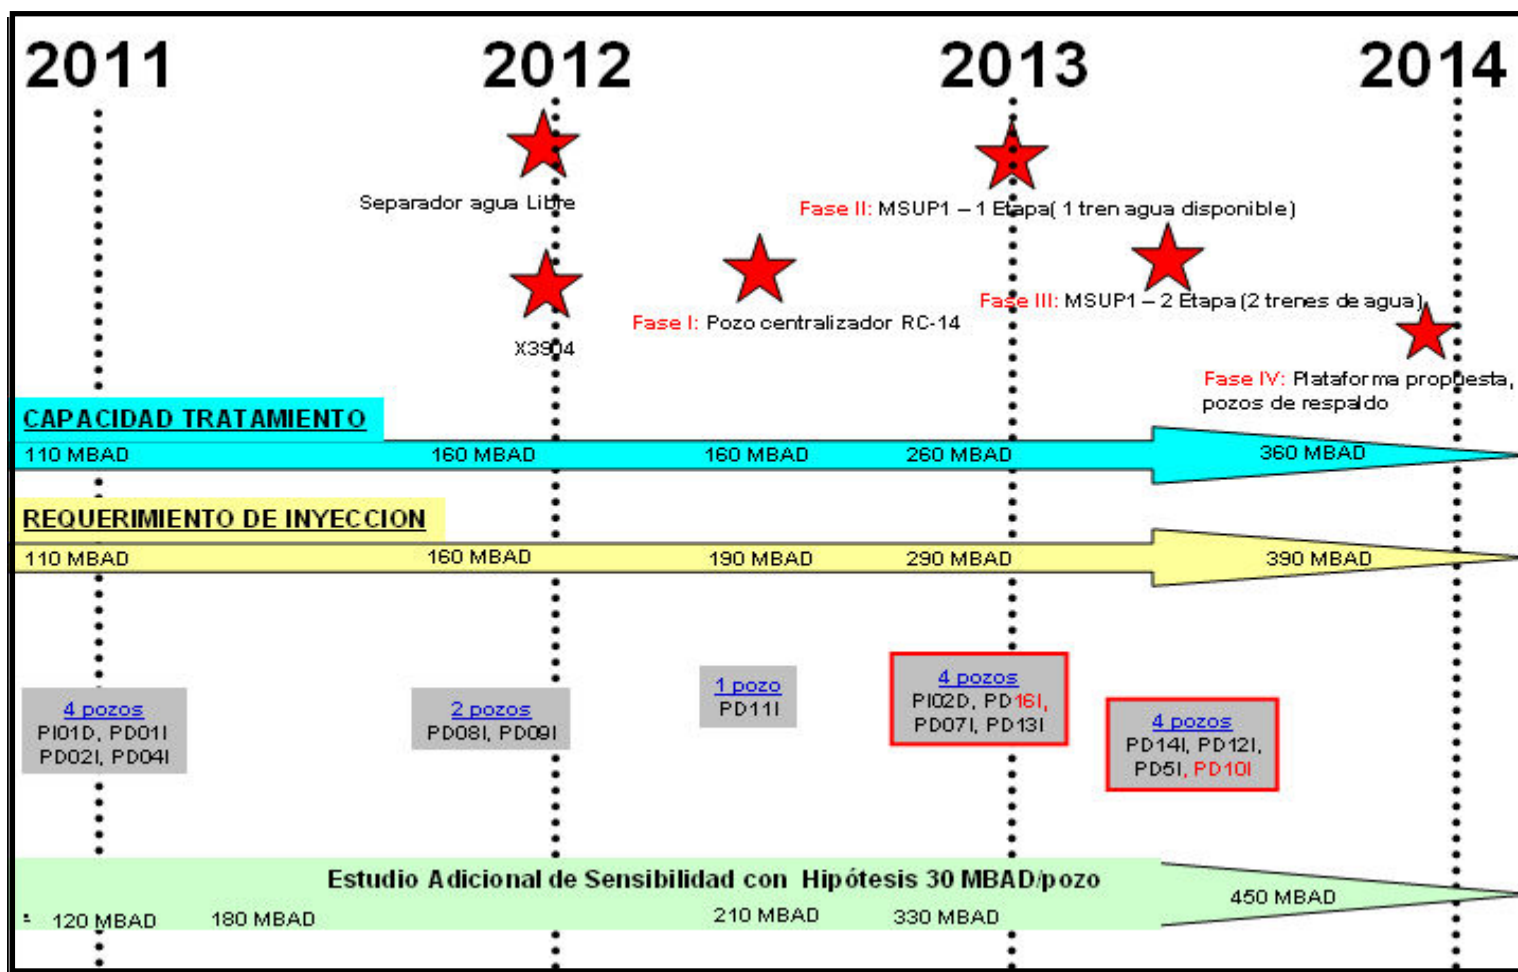 2011 2012 2013 2014
Separador agua Libre
Fase II: MSUP1 – 1 Etapa( 1 tren agua disponible)
X3904
Fase I: Pozo centralizador RC-14
Fase III: MSUP1 – 2 Etapa (2 trenes de agua)
Fase IV: Plataforma propuesta,
pozos de respaldo
CAPACIDAD TRATAMIENTO
110 MBAD 160 MBAD 160 MBAD 260 MBAD 360 MBAD
REQUERIMIENTO DE INYECCION
110 MBAD 160 MBAD 190 MBAD 290 MBAD 390 MBAD
4 pozos
PI01D, PD01I
PD02I, PD04I
2 pozos
PD08I, PD09I
1 pozo
PD11I
4 pozos
PI02D, PD16I,
PD07I, PD13I
4 pozos
PD14I, PD12I,
PD5I, PD10I
Estudio Adicional de Sensibilidad con Hipótesis 30 MBAD/pozo
120 MBAD 180 MBAD 210 MBAD 330 MBAD 450 MBAD